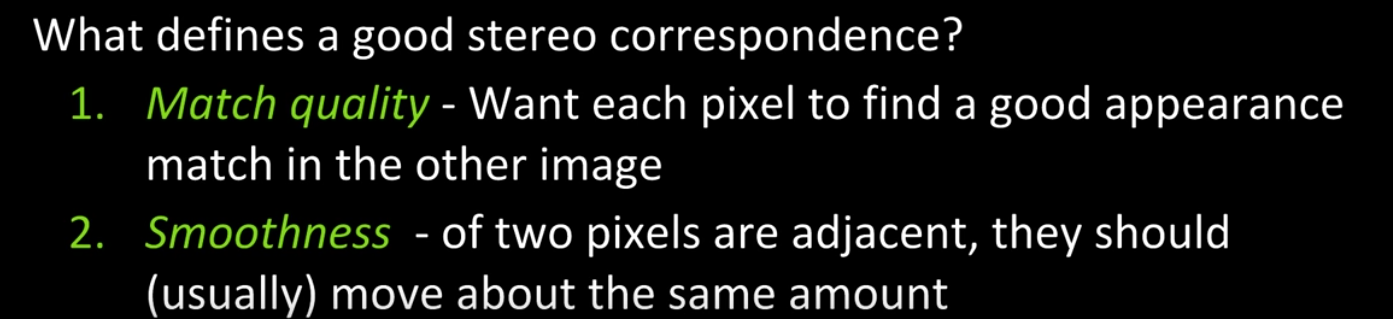 What defines a good stereo correspondence?
1. Match quality - Want each pixel to find a good appearance
match in the other image
2. Smoothness - of two pixels are adjacent, they should
(usually) move about the same amount